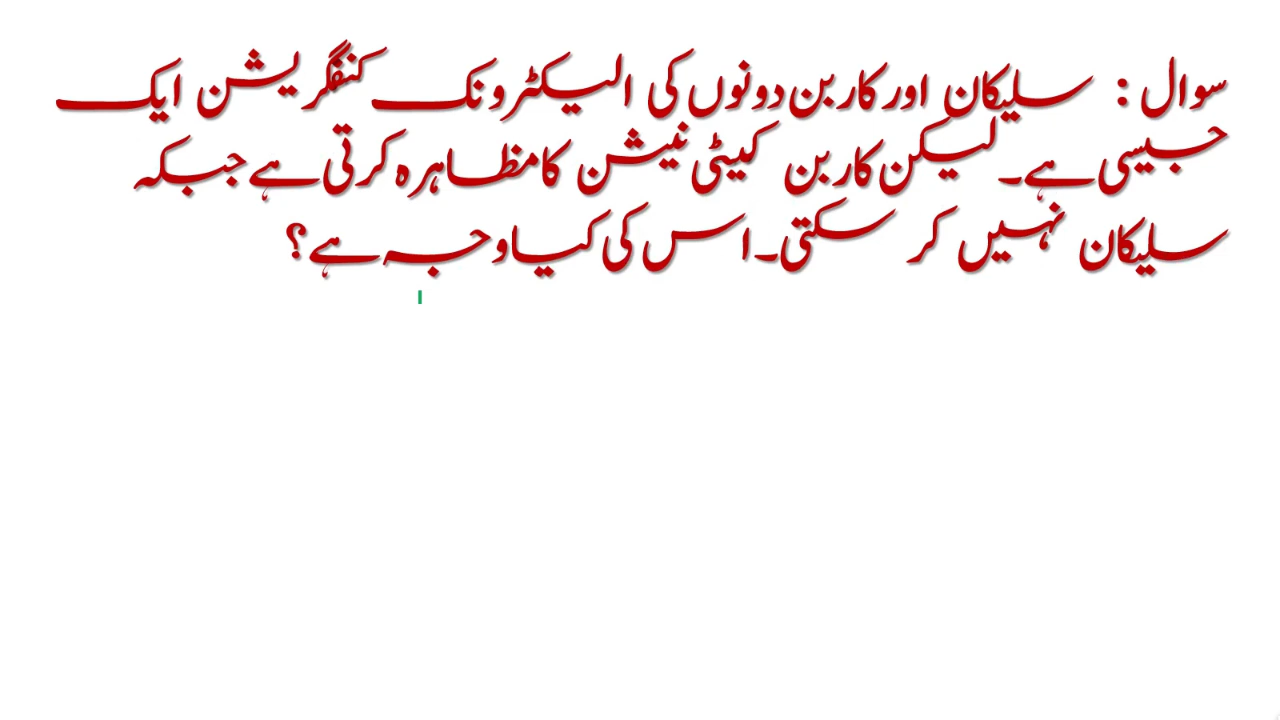 سوال : سلیکان اور کاربن دونوں کی الیکٹرونک کنفگریشن ایک
جیسی ہے۔ لیکن کاربن کیٹی نیشن کا مظاہرہ کرتی ہے جبکہ
سلیکان نہیں کر سکتی۔ اس کی کیا وجہ ہے؟